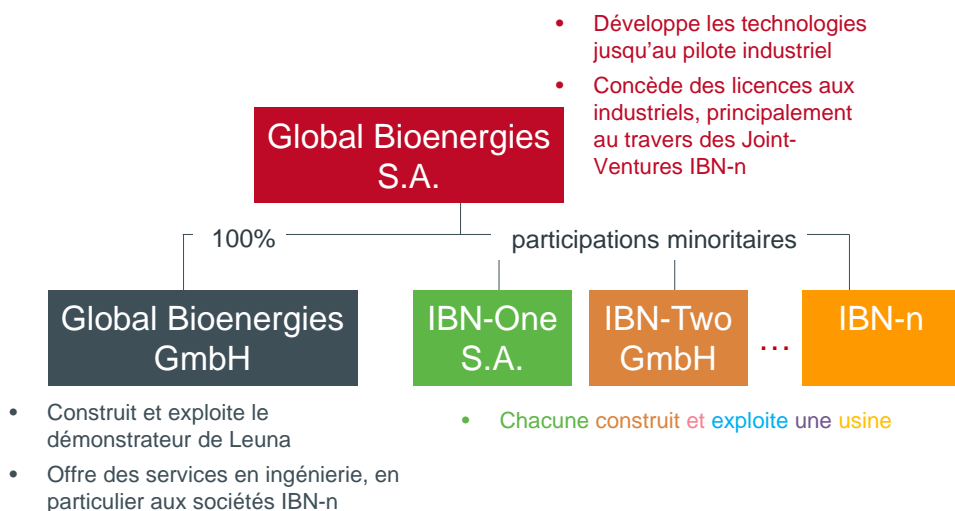 • Développe les technologies
jusqu'au pilote industriel
• Concède des licences aux
industriels, principalement
au travers des Joint-
Ventures IBN-n
Global Bioenergies
S.A.
100%
participations minoritaires
Global Bioenergies
GmbH
IBN-One
S.A.
IBN-Two
GmbH
...
IBN-n
• Construit et exploite le
démonstrateur de Leuna
• Offre des services en ingénierie, en
particulier aux sociétés IBN-n
• Chacune construit et exploite une usine